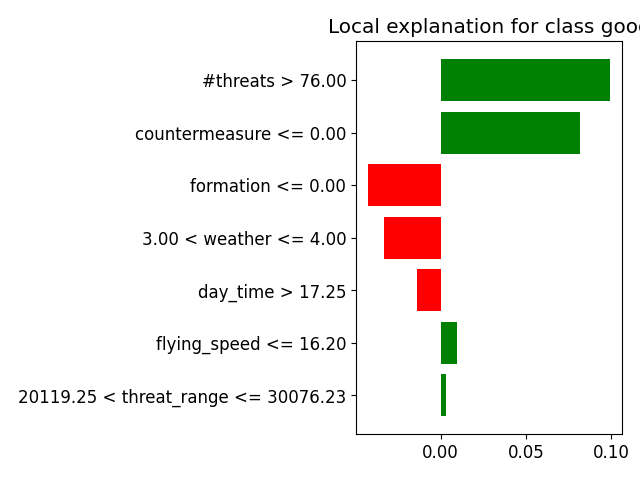 Local explanation for class good
#threats > 76.00
countermeasure <= 0.00
formation <= 0.00
3.00 < weather <= 4.00
day_time > 17.25
flying_speed <= 16.20
20119.25 < threat_range <= 30076.23
0.00 0.05 0.10